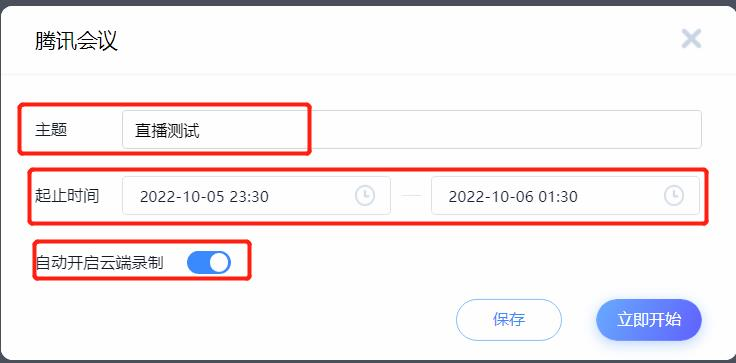 腾讯会议
主题 直播测试
起止时间 2022-10-05 23:30 — 2022-10-06 01:30
自动开启云端录制
保存 立即开始